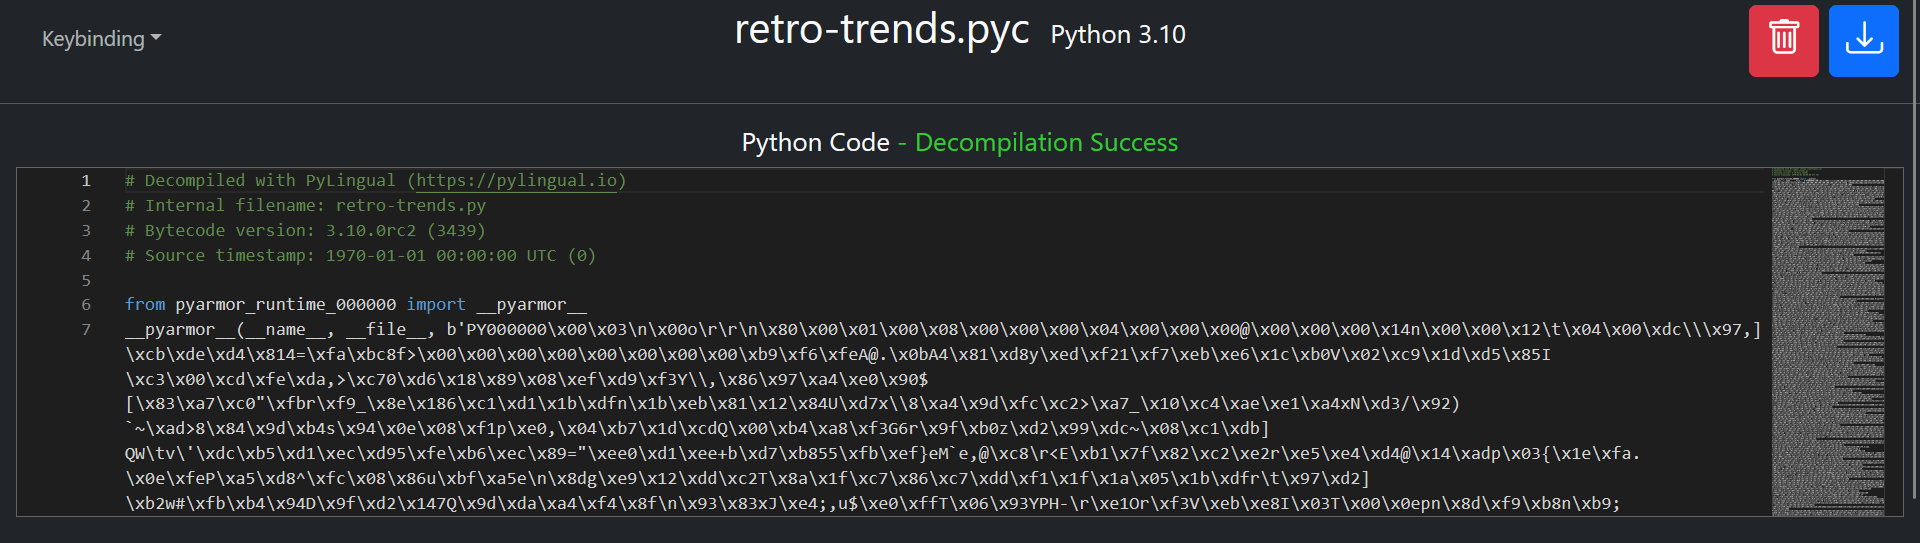 Keybinding
retro-trends.pyc Python 3.10
Python Code - Decompilation Success
1 # Decompiled with PyLingual (https://pylingual.io)
2 # Internal filename: retro-trends.py
3 # Bytecode version: 3.10.0rc2 (3439)
4 # Source timestamp: 1970-01-01 00:00:00 UTC (0)
5
6 from pyarmor_runtime_000000 import __pyarmor__
7 __pyarmor__(__name__, __file__, b'PY000000\x00\x03\n\x00o\r\r\n\x80\x00\x01\x00\x08\x00\x00\x00\x04\x00\x00\x00@\x00\x00\x00\x14n\x00\x00\x12\t\x04\x00\xdc\\\x97,]
\xcb\xde\xd4\x814=\xfa\xbc8f>\x00\x00\x00\x00\x00\x00\x00\x00\xb9\xf6\xfeA@.\x0bA4\x81\xd8y\xed\xf21\xf7\xeb\xe6\x1c\xb0V\x02\xc9\x1d\xd5\x85I
\xc3\x00\xcd\xfe\xda,>\xc70\xd6\x18\x89\x08\xef\xd9\xf3Y\\,\x86\x97\xa4\xe0\x90$
[\x83\xa7\xc0"\xfbr\xf9_\x8e\x186\xc1\xd1\x1b\xdfn\x1b\xeb\x81\x12\x84U\xd7x\\8\xa4\x9d\xfc\xc2>\xa7_\x10\xc4\xae\xe1\xa4xN\xd3/\x92)
`~\xad>8\x84\x9d\xb4s\x94\x0e\x08\xf1p\xe0,\x04\xb7\x1d\xcdQ\x00\xb4\xa8\xf3G6r\x9f\xb0z\xd2\x99\xdc~\x08\xc1\xdb]
QW\tv\'\xdc\xb5\xd1\xec\xd95\xfe\xb6\xec\x89="\xee0\xd1\xee+b\xd7\xb855\xfb\xef}eM`e,@\xc8\r<E\xb1\x7f\x82\xc2\xe2r\xe5\xe4\xd4@\x14\xadp\x03{\x1e\xfa.
\x0e\xfeP\xa5\xd8^\xfc\x08\x86u\xbf\xa5e\n\x8dg\xe9\x12\xdd\xc2T\x8a\x1f\xc7\x86\xc7\xdd\xf1\x1f\x1a\x05\x1b\xdfr\t\x97\xd2]
\xb2w#\xfb\xb4\x94D\x9f\xd2\x147Q\x9d\xda\xa4\xf4\x8f\n\x93\x83xJ\xe4;,u$\xe0\xffT\x06\x93YPH-\r\xe1Or\xf3V\xeb\xe8I\x03T\x00\x0epn\x8d\xf9\xb8n\xb9;